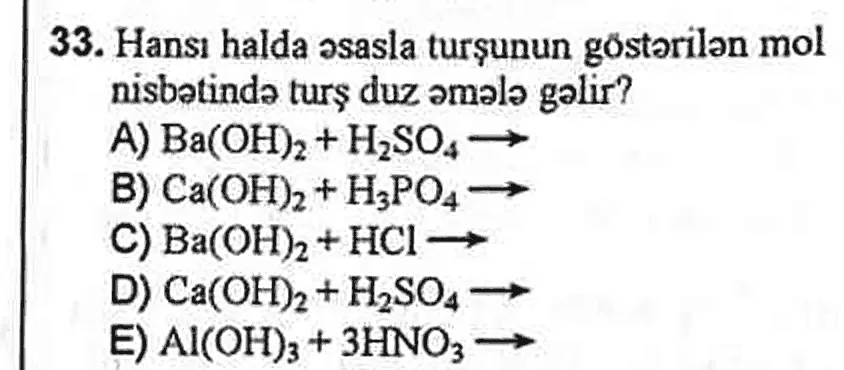 33. Hansı halda əsasla turşunun göstərilən mol
nisbətində turş duz əmələ gəlir?
A) Ba(OH)₂ + H₂SO₄ ⟶
B) Ca(OH)₂ + H₃PO₄ ⟶
C) Ba(OH)₂ + HCl ⟶
D) Ca(OH)₂ + H₂SO₄ ⟶
E) Al(OH)₃ + 3HNO₃ ⟶